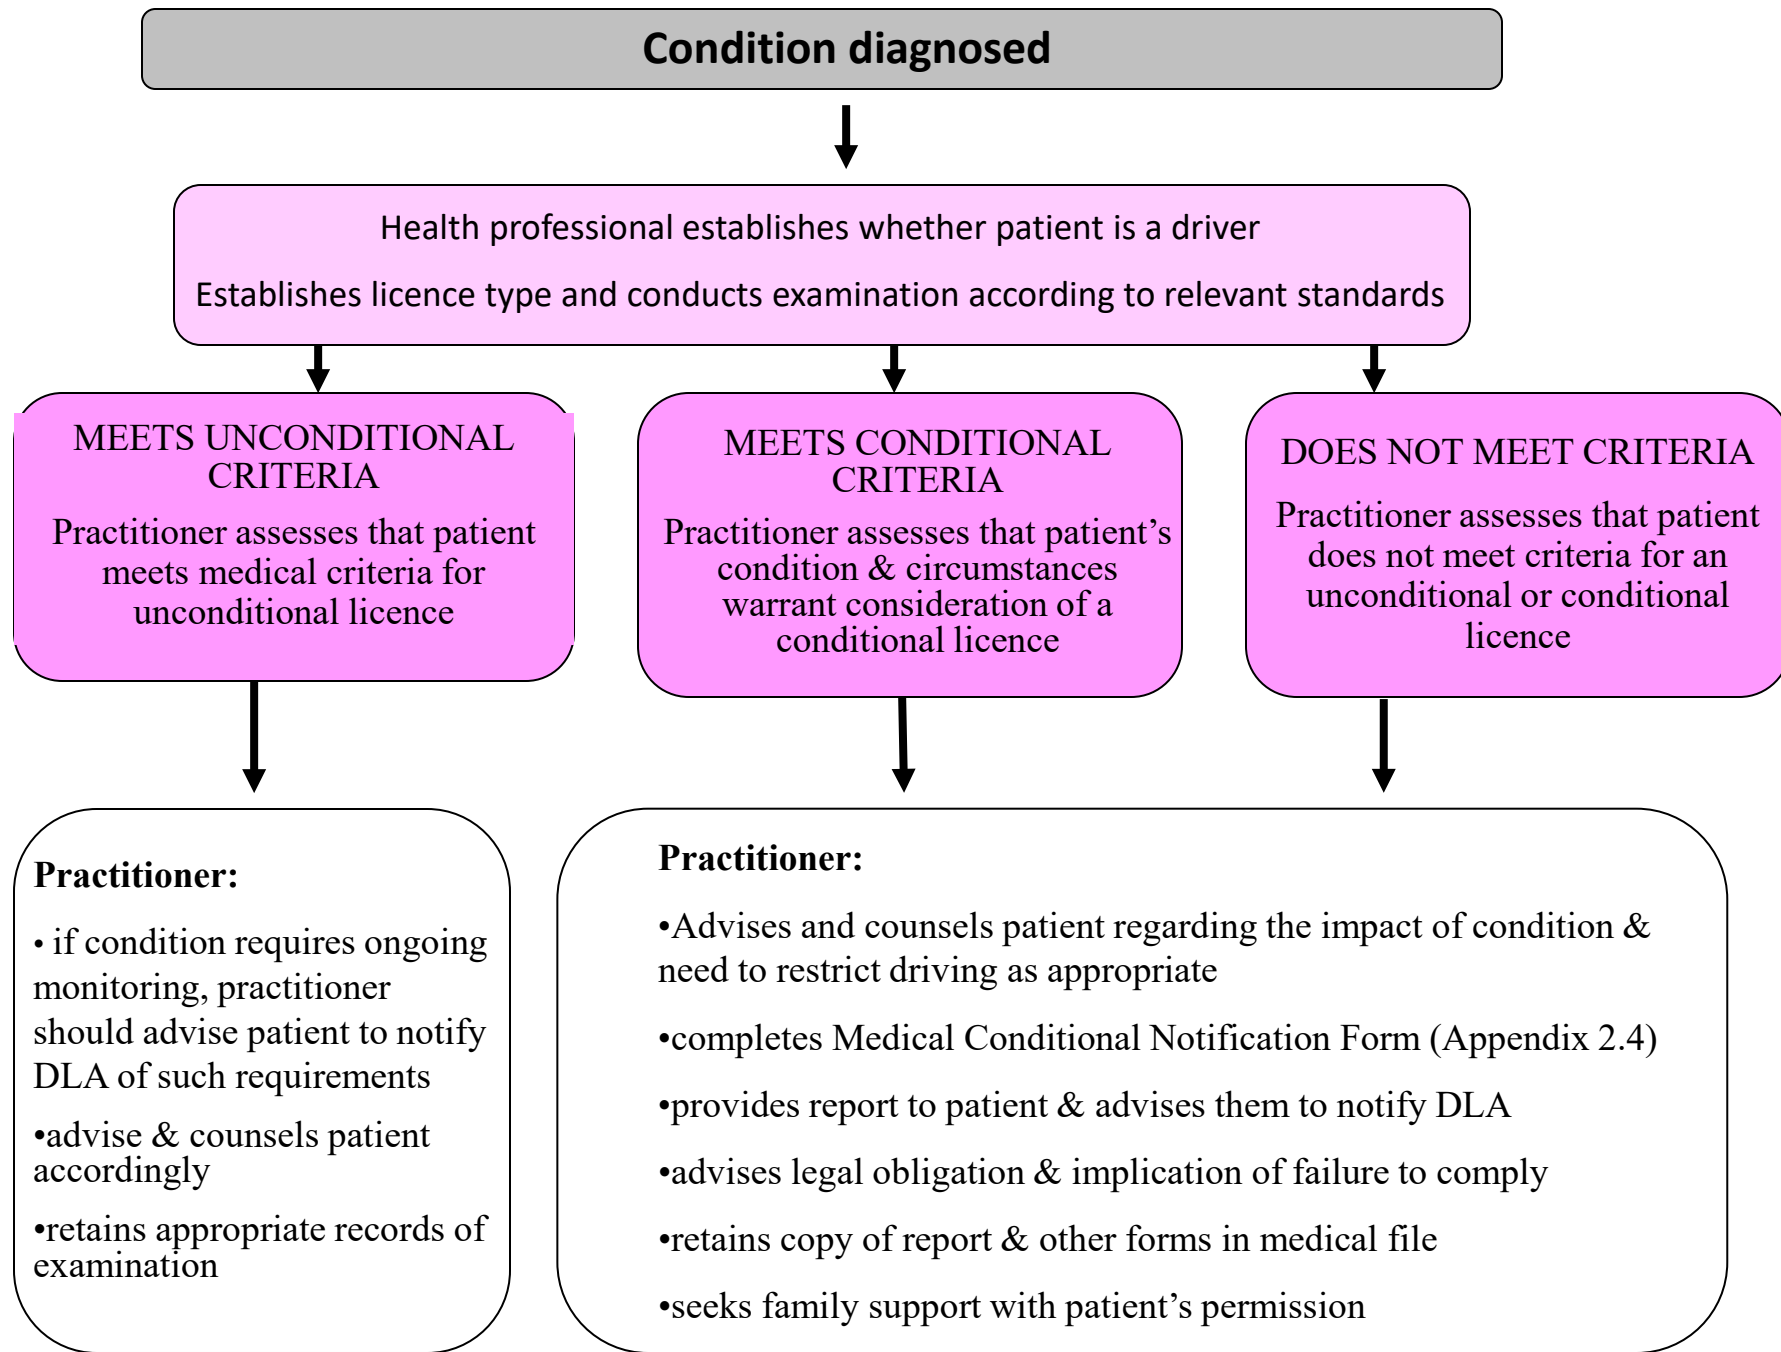 Condition diagnosed
Health professional establishes whether patient is a driver
Establishes licence type and conducts examination according to relevant standards
MEETS UNCONDITIONAL
CRITERIA
Practitioner assesses that patient
meets medical criteria for
unconditional licence
MEETS CONDITIONAL
CRITERIA
Practitioner assesses that patient’s
condition & circumstances
warrant consideration of a
conditional licence
DOES NOT MEET CRITERIA
Practitioner assesses that patient
does not meet criteria for an
unconditional or conditional
licence
Practitioner:
• if condition requires ongoing
monitoring, practitioner
should advise patient to notify
DLA of such requirements
•advise & counsels patient
accordingly
•retains appropriate records of
examination
Practitioner:
•Advises and counsels patient regarding the impact of condition &
need to restrict driving as appropriate
•completes Medical Conditional Notification Form (Appendix 2.4)
•provides report to patient & advises them to notify DLA
•advises legal obligation & implication of failure to comply
•retains copy of report & other forms in medical file
•seeks family support with patient’s permission